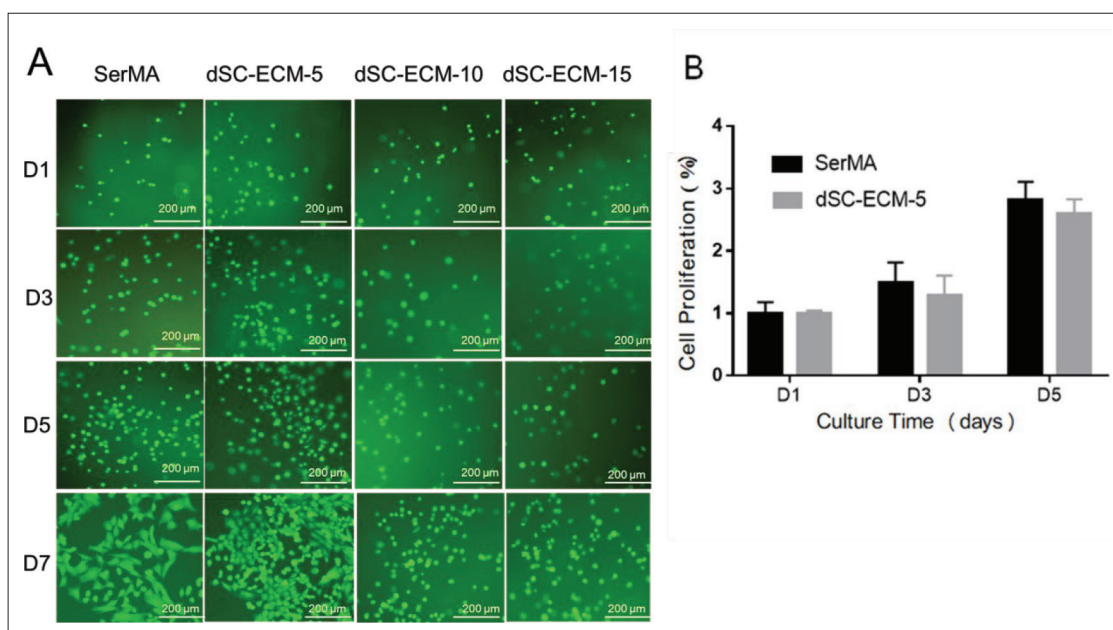 A
SerMA dSC-ECM-5 dSC-ECM-10 dSC-ECM-15
D1
200 µm 200 µm 200 µm 200 µm
D3
200 µm 200 µm 200 µm 200 µm
D5
200 µm 200 µm 200 µm 200 µm
D7
200 µm 200 µm 200 µm 200 µm
B
Cell Proliferation ( %)
4
3
2
1
0
SerMA
dSC-ECM-5
D1 D3 D5
Culture Time ( days)